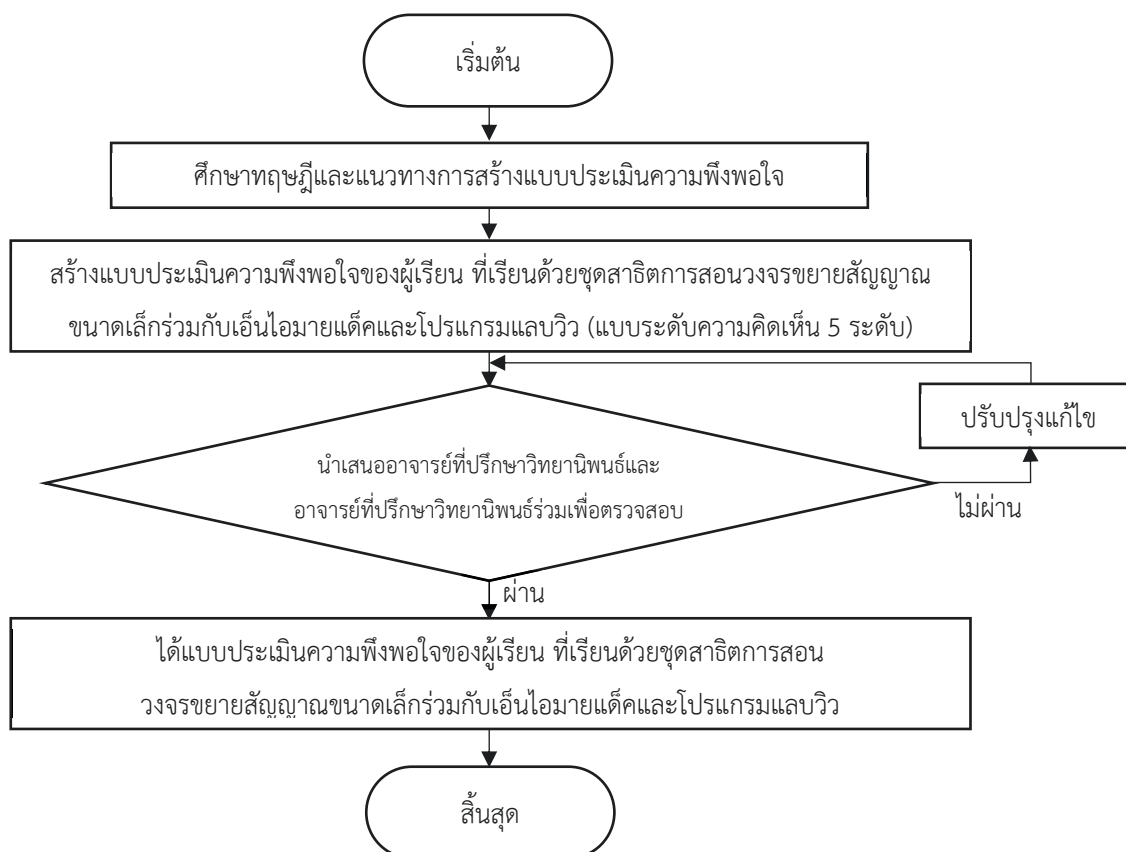 เริ่มต้น
ศึกษาทฤษฎีและแนวทางการสร้างแบบประเมินความพึงพอใจ
สร้างแบบประเมินความพึงพอใจของผู้เรียน ที่เรียนด้วยชุดสาธิตการสอนวงจรขยายสัญญาณ
ขนาดเล็กร่วมกับเอ็นไอมายแด็คและโปรแกรมแลบวิว (แบบระดับความคิดเห็น 5 ระดับ)
ปรับปรุงแก้ไข
นำเสนออาจารย์ที่ปรึกษาวิทยานิพนธ์และ
อาจารย์ที่ปรึกษาวิทยานิพนธ์ร่วมเพื่อตรวจสอบ
ไม่ผ่าน
ผ่าน
ได้แบบประเมินความพึงพอใจของผู้เรียน ที่เรียนด้วยชุดสาธิตการสอน
วงจรขยายสัญญาณขนาดเล็กร่วมกับเอ็นไอมายแด็คและโปรแกรมแลบวิว
สิ้นสุด